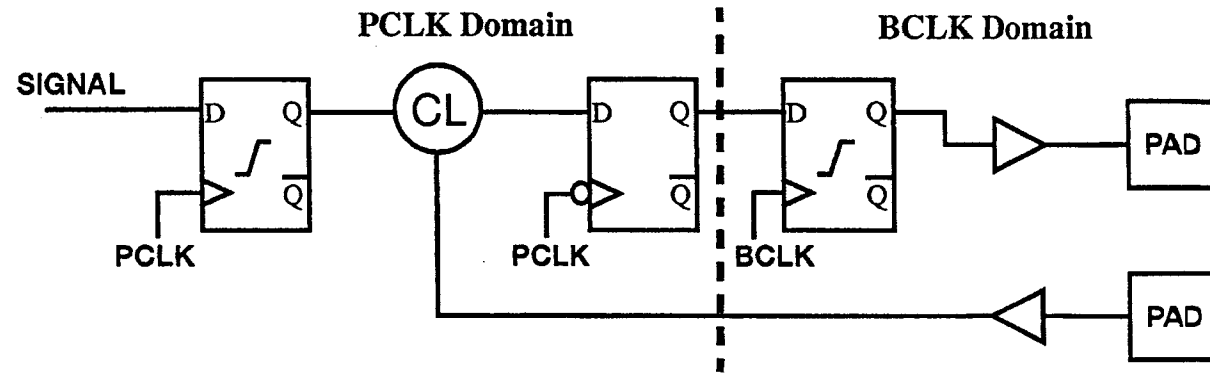 PCLK Domain
BCLK Domain
SIGNAL
D Q
CL
D Q
D Q
PAD
Q
Q
Q
PCLK
PCLK
BCLK
PAD